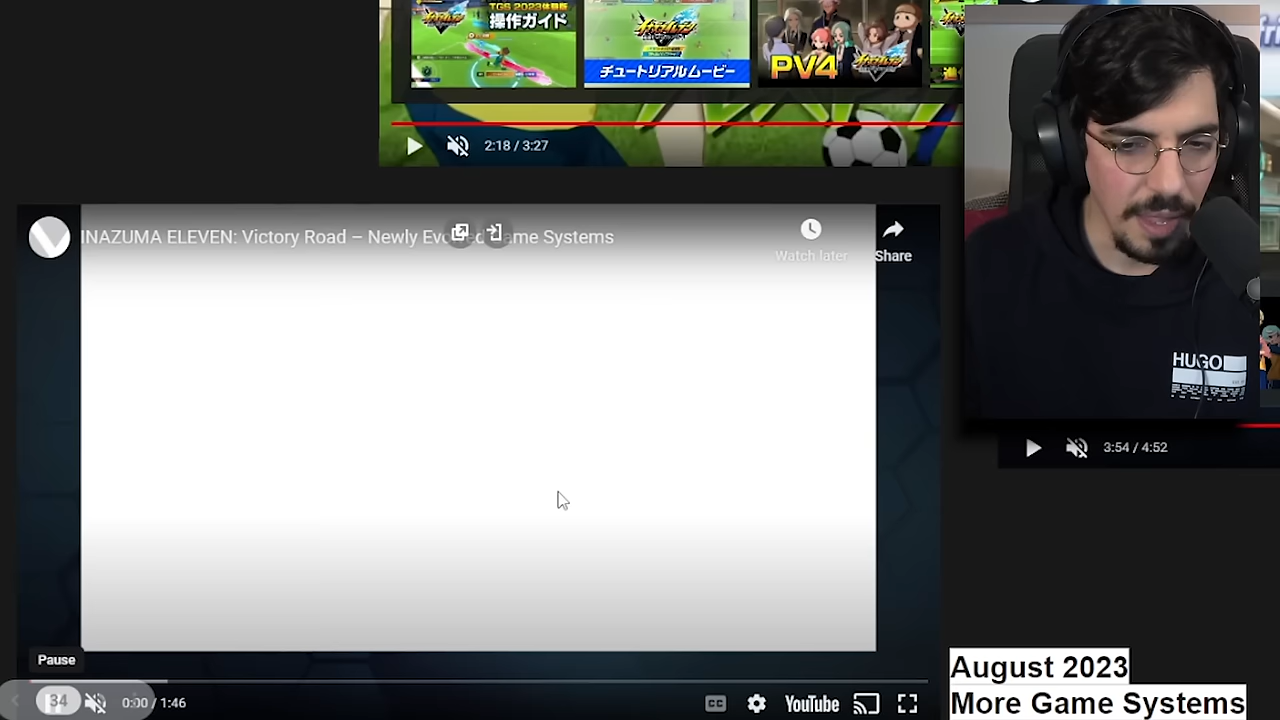 TGS 2023体験版
操作ガイド
チュートリアルムービー
PV4
2:18 / 3:27
INAZUMA ELEVEN: Victory Road – Newly Ev
ame Systems
Watch later
Share
HUGO
3:54 / 4:52
Pause
34
0:00 / 1:46
CC
YouTube
August 2023
More Game Systems